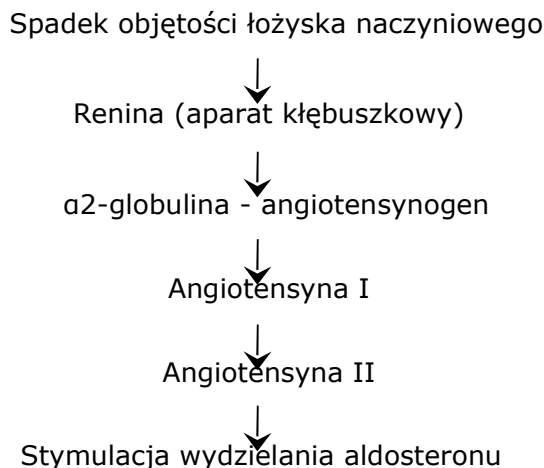 Spadek objętości łożyska naczyniowego
Renina (aparat kłębuszkowy)
α2-globulina - angiotensynogen
Angiotensyna I
Angiotensyna II
Stymulacja wydzielania aldosteronu